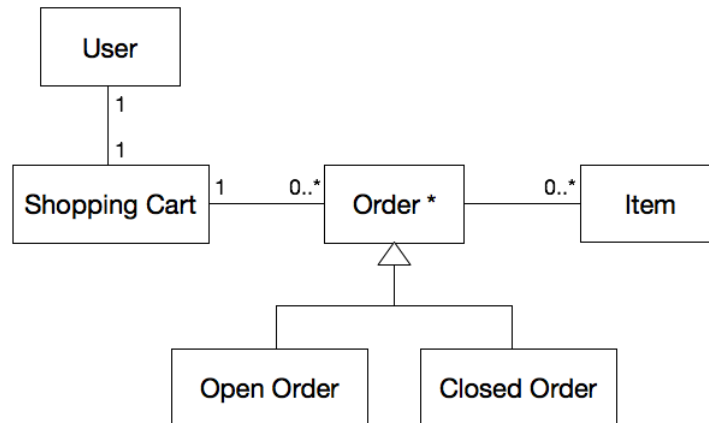 User
1
1
Shopping Cart
1
0..*
Order *
0..*
Item
Open Order
Closed Order